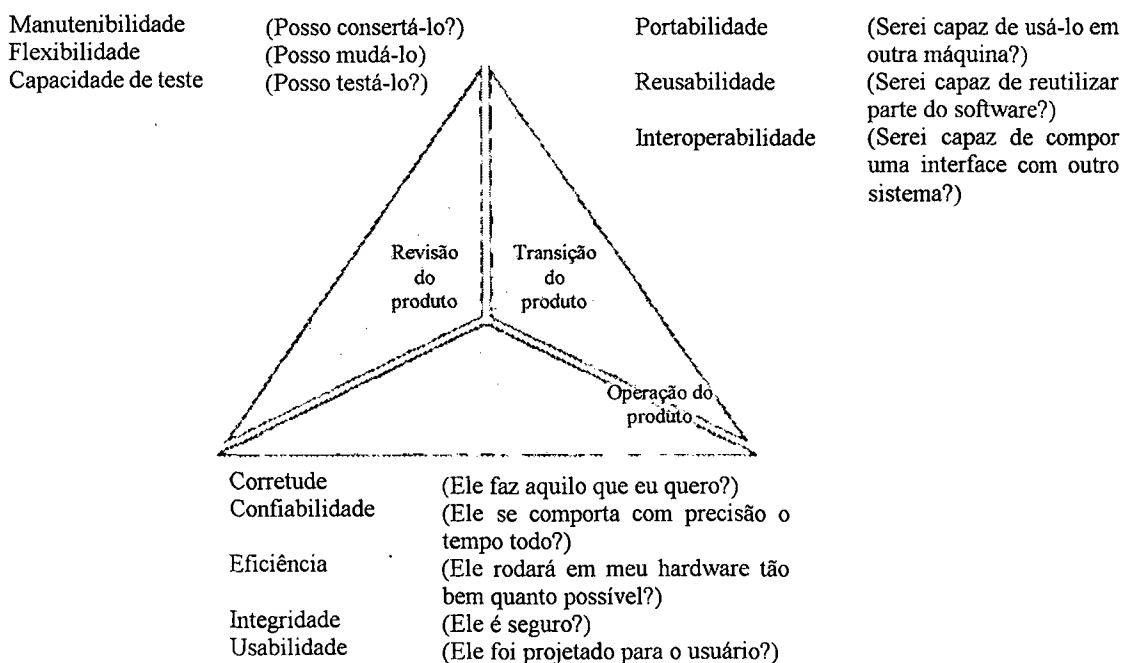 Manutenibilidade (Posso consertá-lo?)
Flexibilidade (Posso mudá-lo)
Capacidade de teste (Posso testá-lo?)
Portabilidade (Serei capaz de usá-lo em
outra máquina?)
Reusabilidade (Serei capaz de reutilizar
parte do software?)
Interoperabilidade (Serei capaz de compor
uma interface com outro
sistema?)
Revisão
do
produto
Transição
do
produto
Operação do
produto
Corretude (Ele faz aquilo que eu quero?)
Confiabilidade (Ele se comporta com precisão o
tempo todo?)
Eficiência (Ele rodará em meu hardware tão
bem quanto possível?)
Integridade (Ele é seguro?)
Usabilidade (Ele foi projetado para o usuário?)